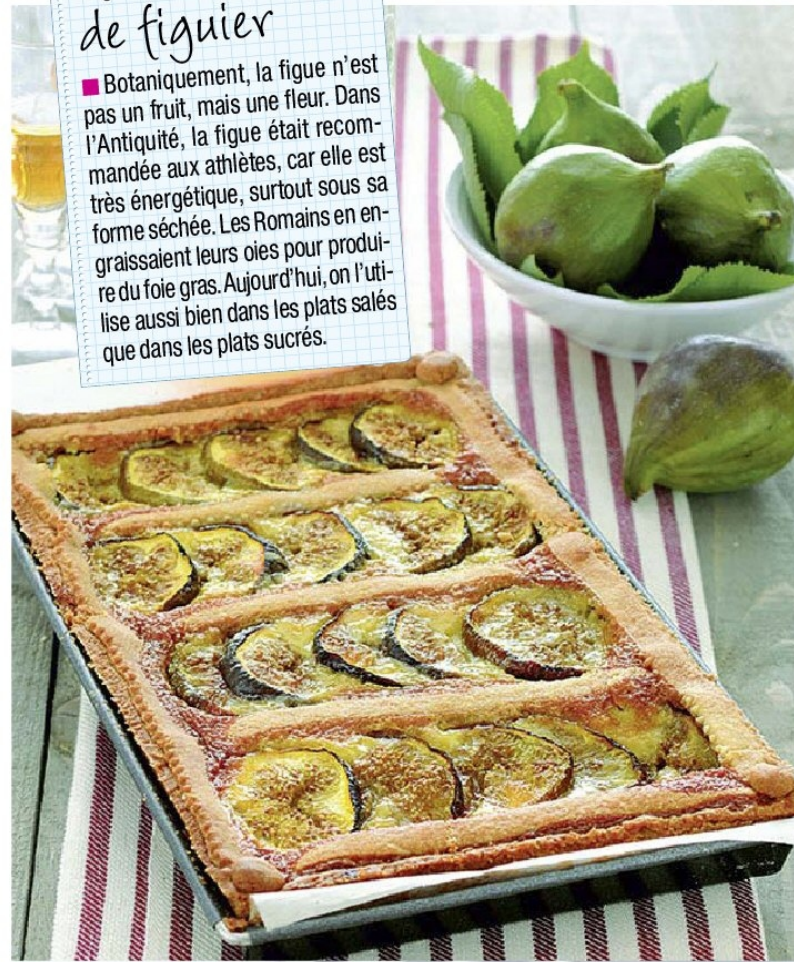 de figuier
■ Botaniquement, la figue n'est
pas un fruit, mais une fleur. Dans
l'Antiquité, la figue était recom-
mandée aux athlètes, car elle est
très énergétique, surtout sous sa
forme séchée. Les Romains en en-
graissaient leurs oies pour produi-
re du foie gras. Aujourd'hui, on l'uti-
lise aussi bien dans les plats salés
que dans les plats sucrés.